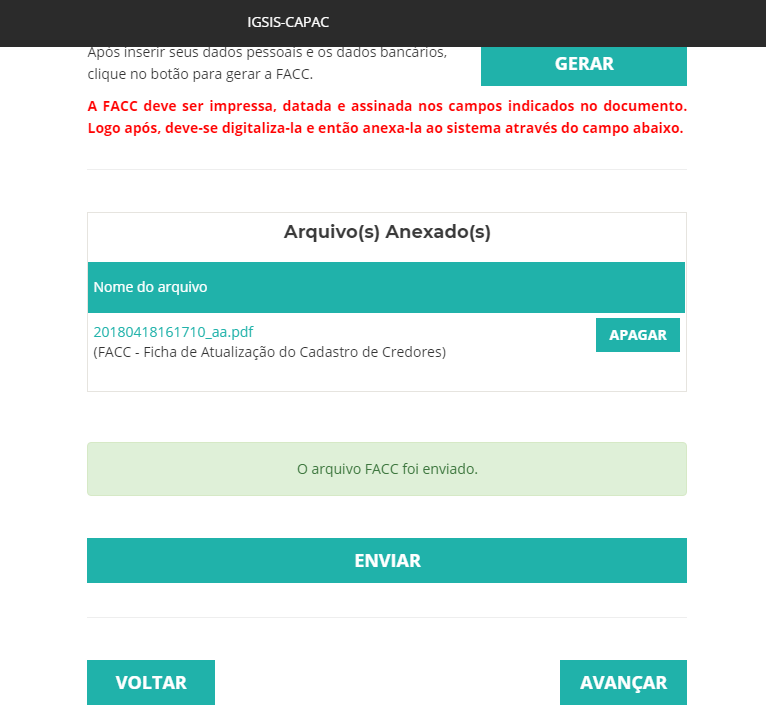 IGSIS-CAPAC
Após inserir seus dados pessoais e os dados bancários,
clique no botão para gerar a FACC.
GERAR
A FACC deve ser impressa, datada e assinada nos campos indicados no documento.
Logo após, deve-se digitaliza-la e então anexa-la ao sistema através do campo abaixo.
Arquivo(s) Anexado(s)
Nome do arquivo
20180418161710_aa.pdf
(FACC - Ficha de Atualização do Cadastro de Credores)
APAGAR
O arquivo FACC foi enviado.
ENVIAR
VOLTAR
AVANÇAR